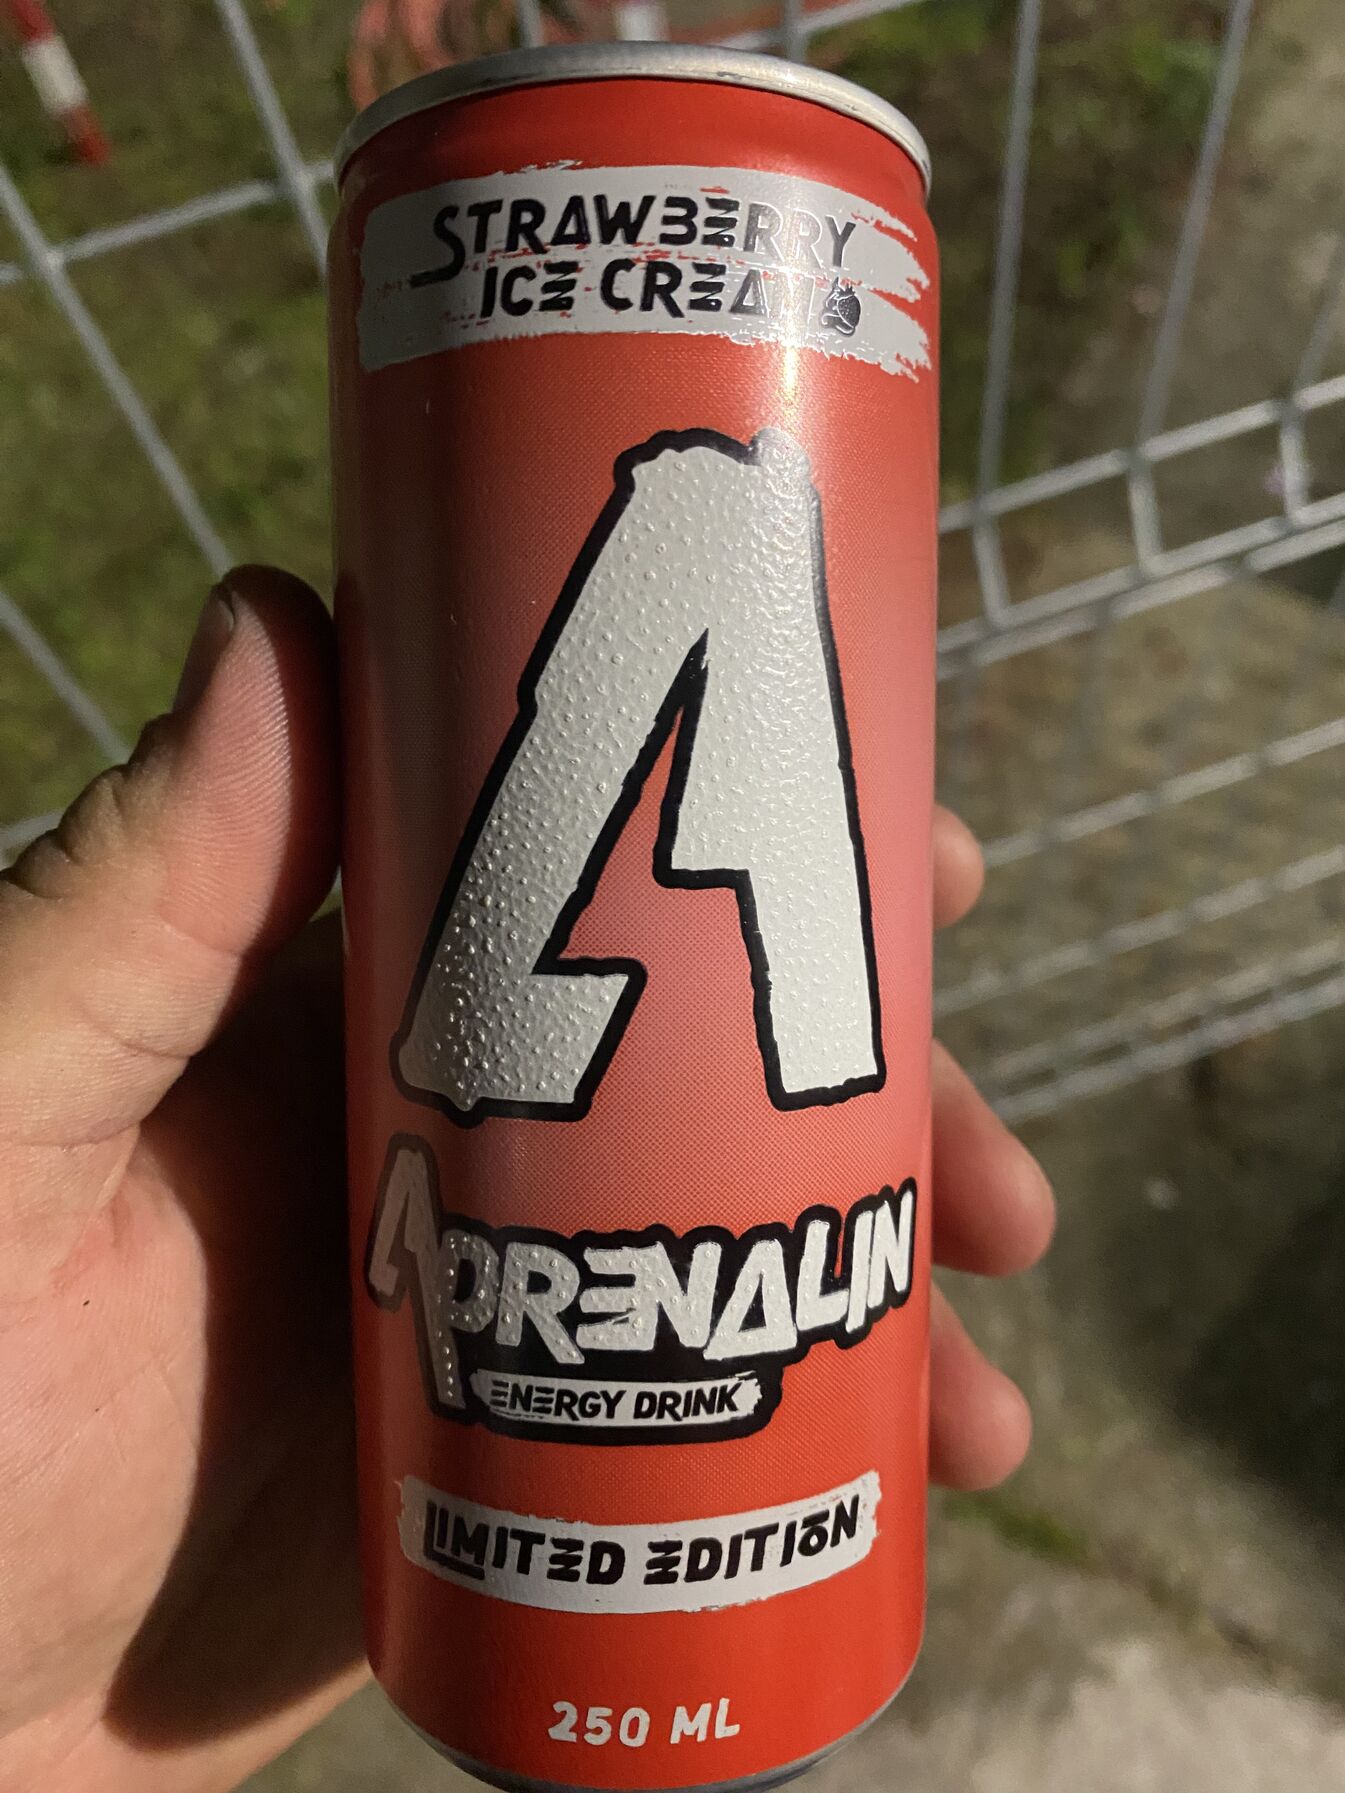 STRAWBERRY
ICE CREAM
A
ADRENALIN
ENERGY DRINK
LIMITED EDITION
250 ML